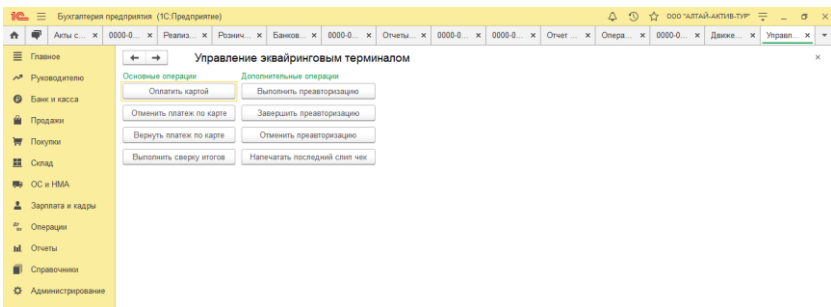 1С Бухгалтерия предприятия (1С:Предприятие) ООО "АЛТАЙ-АКТИВ-ТУР"
Акты с... 0000-0... Реализ... Рознич... Банков... 0000-0... Отчеты... 0000-0... 0000-0... Отчет ... Опера... 0000-0... Движе... Управл...
Главное
Руководителю
Банк и касса
Продажи
Покупки
Склад
ОС и НМА
Зарплата и кадры
Операции
Отчеты
Справочники
Администрирование
Управление эквайринговым терминалом
Основные операции Дополнительные операции
Оплатить картой Выполнить преавторизацию
Отменить платеж по карте Завершить преавторизацию
Вернуть платеж по карте Отменить преавторизацию
Выполнить сверку итогов Напечатать последний слип чек